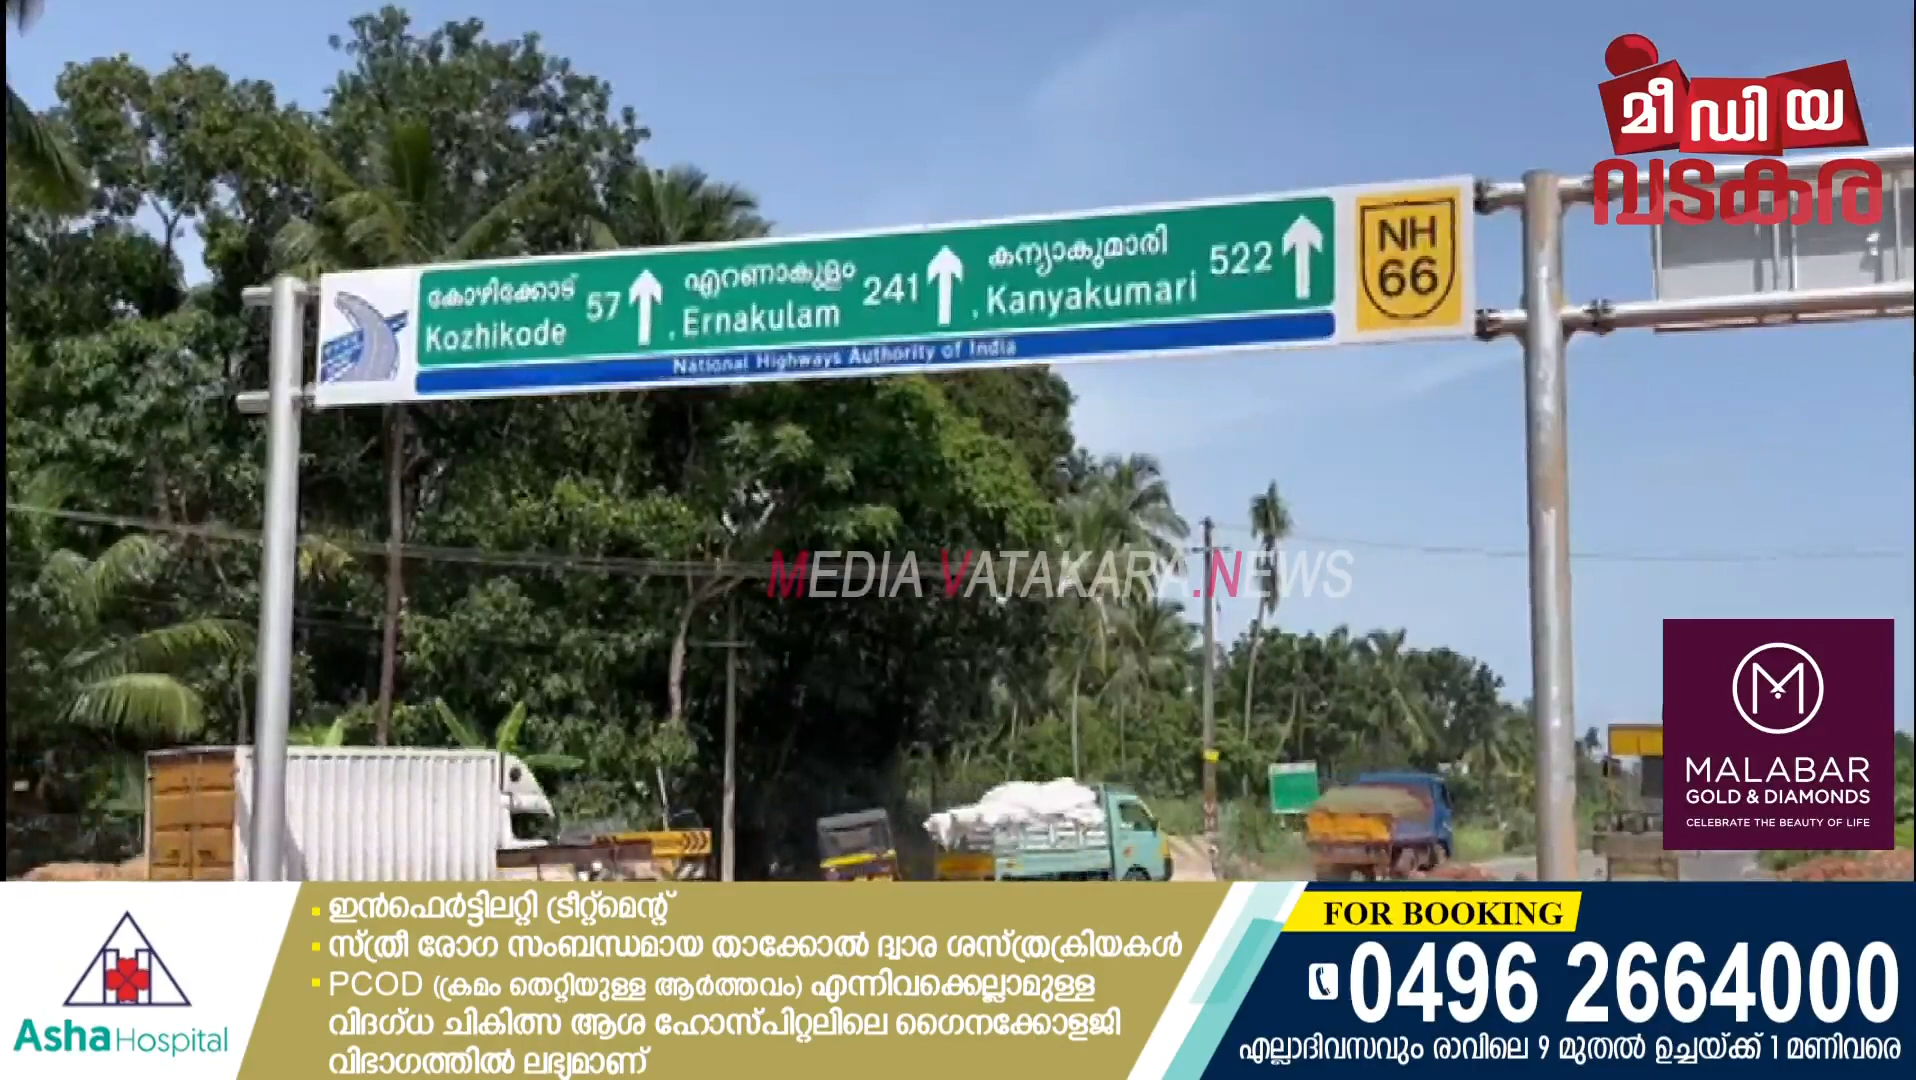 മീഡിയ
വടകര
കോഴിക്കോട് 57 എറണാകുളം 241 കന്യാകുമാരി 522
Kozhikode Ernakulam Kanyakumari
NH
66
National Highways Authority of India
MEDIA VATAKARA.NEWS
MALABAR
GOLD & DIAMONDS
CELEBRATE THE BEAUTY OF LIFE
Asha Hospital
ഇൻഫെർട്ടിലറ്റി ട്രീറ്റ്മെന്റ്
സ്ത്രീ രോഗ സംബന്ധമായ താക്കോൽ ദ്വാര ശസ്ത്രക്രിയകൾ
PCOD (ക്രമം തെറ്റിയുള്ള ആർത്തവം) എന്നിവക്കെല്ലാമുള്ള
വിദഗ്ധ ചികിത്സ ആശ ഹോസ്പിറ്റലിലെ ഗൈനക്കോളജി
വിഭാഗത്തിൽ ലഭ്യമാണ്
FOR BOOKING
0496 2664000
എല്ലാദിവസവും രാവിലെ 9 മുതൽ ഉച്ചയ്ക്ക് 1 മണിവരെ